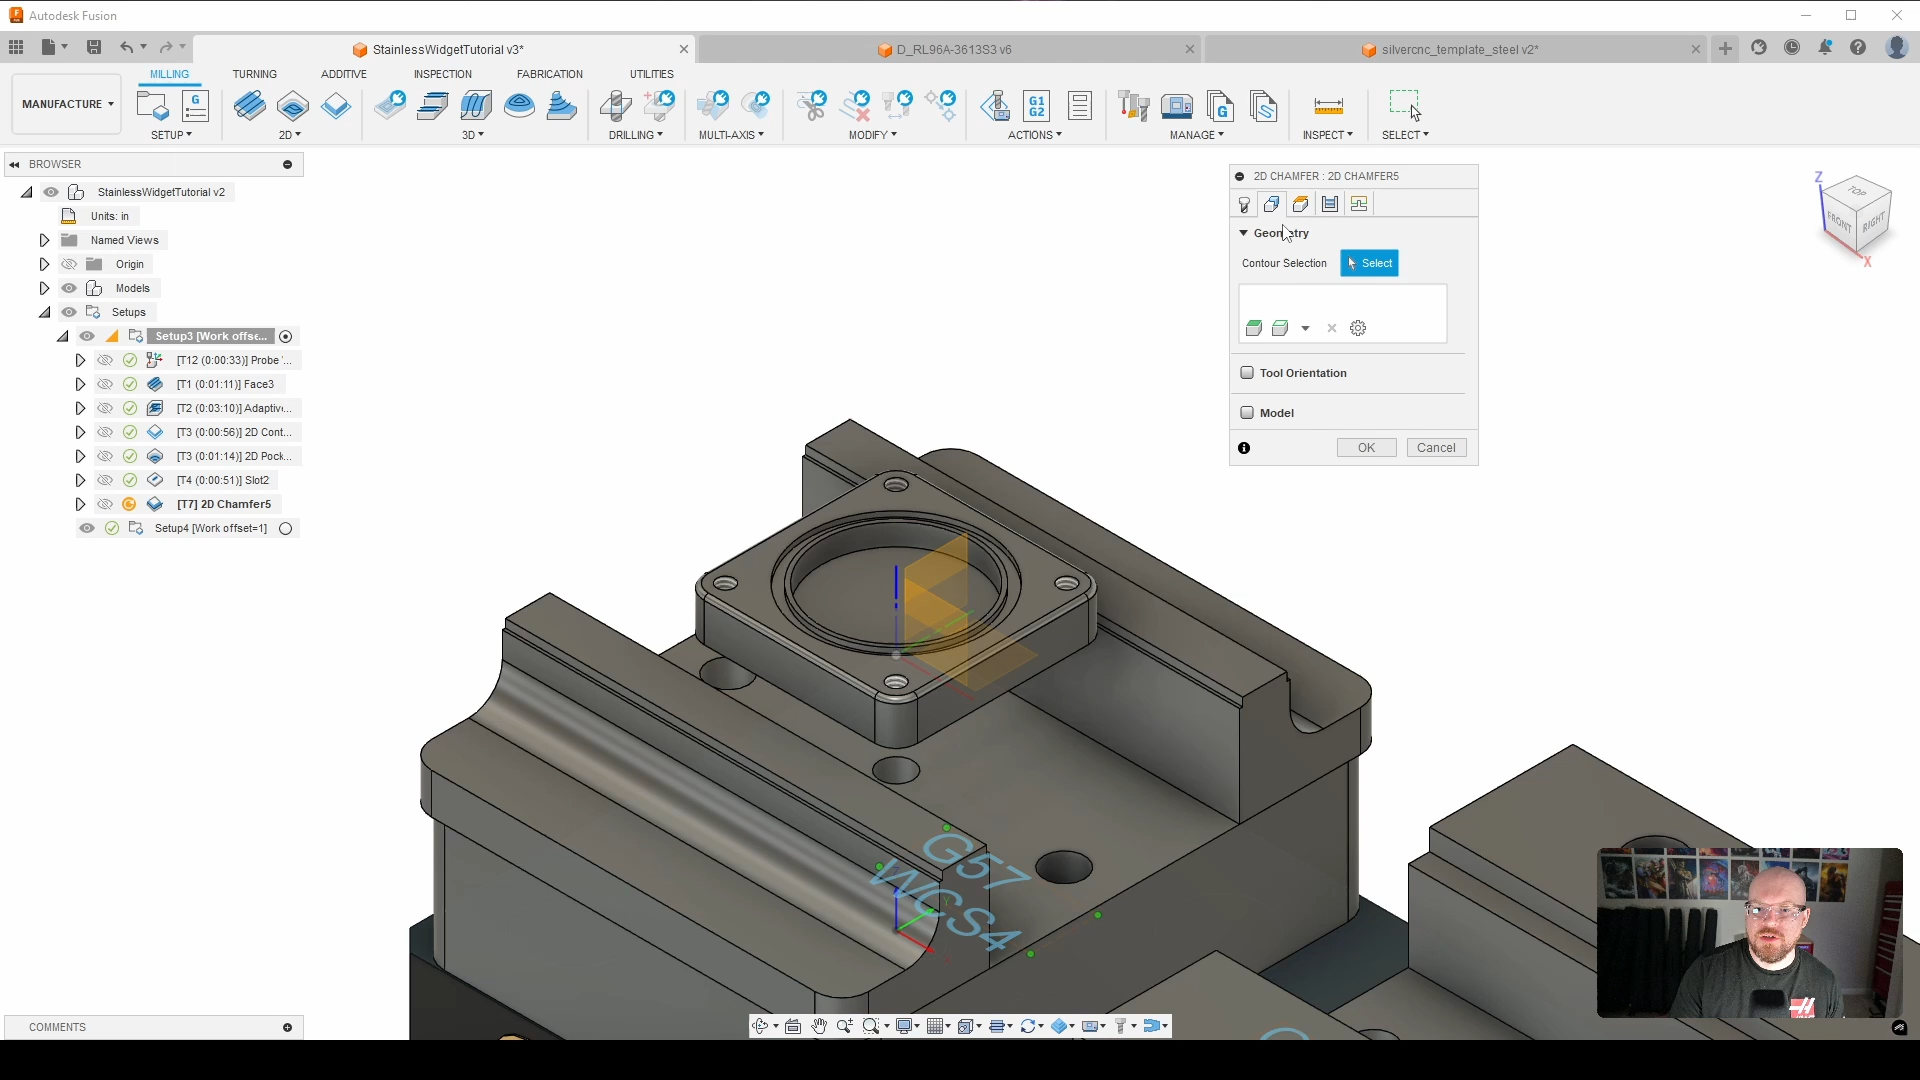 Autodesk Fusion
StainlessWidgetTutorial v3*
D_RL96A-3613S3 v6
silvercnc_template_steel v2*
MILLING
TURNING
ADDITIVE
INSPECTION
FABRICATION
UTILITIES
MANUFACTURE
G
G1
G2
G
SETUP
2D
3D
DRILLING
MULTI-AXIS
MODIFY
ACTIONS
MANAGE
INSPECT
SELECT
BROWSER
StainlessWidgetTutorial v2
Units: in
Named Views
Origin
Models
Setups
Setup3 [Work offse...
[T12 (0:00:33)] Probe '...
[T1 (0:01:11)] Face3
[T2 (0:03:10)] Adaptiv...
[T3 (0:00:56)] 2D Cont...
[T3 (0:01:14)] 2D Pock...
[T4 (0:00:51)] Slot2
[T7] 2D Chamfer5
Setup4 [Work offset=1]
2D CHAMFER : 2D CHAMFER5
Geometry
Contour Selection
Select
Tool Orientation
Model
OK
Cancel
Z
TOP
FRONT
RIGHT
X
G57
WCS4
Y
COMMENTS